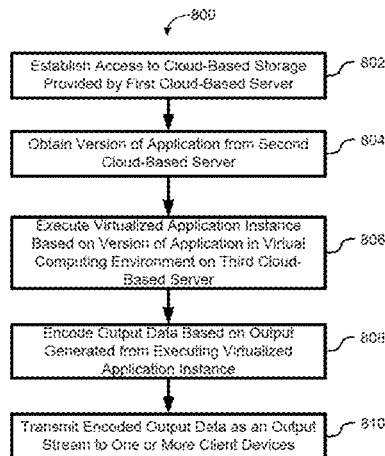 800
Establish Access to Cloud-Based Storage
Provided by First Cloud-Based Server
802
Obtain Version of Application from Second
Cloud-Based Server
804
Execute Virtualized Application Instance
Based on Version of Application in Virtual
Computing Environment on Third Cloud-
Based Server
806
Encode Output Data Based on Output
Generated from Executing Virtualized
Application Instance
808
Transmit Encoded Output Data as an Output
Stream to One or More Client Devices
810